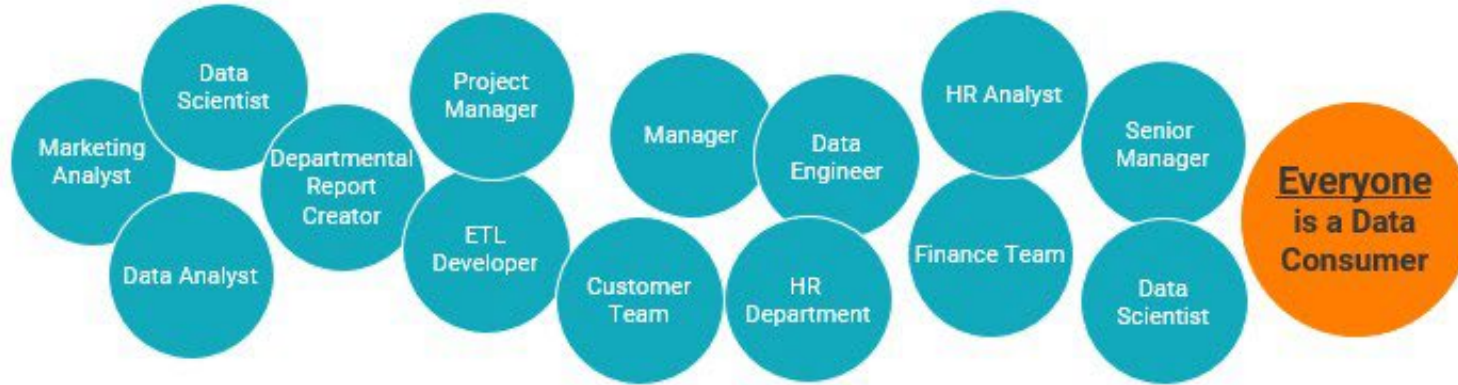 Marketing
Analyst
Data
Scientist
Data Analyst
Departmental
Report
Creator
Project
Manager
ETL
Developer
Customer
Team
Manager
Data
Engineer
HR
Department
HR Analyst
Finance Team
Senior
Manager
Data
Scientist
Everyone
is a Data
Consumer